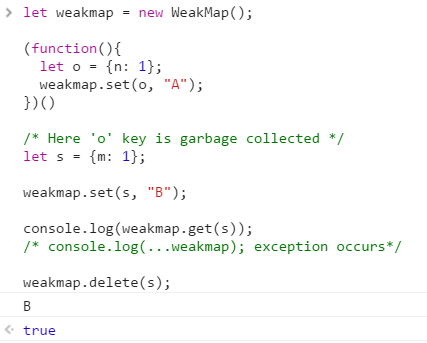 let weakmap = new WeakMap();
(function(){
let o = {n: 1};
weakmap.set(o, "A");
})()
/* Here 'o' key is garbage collected */
let s = {m: 1};
weakmap.set(s, "B");
console.log(weakmap.get(s));
/* console.log(...weakmap); exception occurs*/
weakmap.delete(s);
B
true